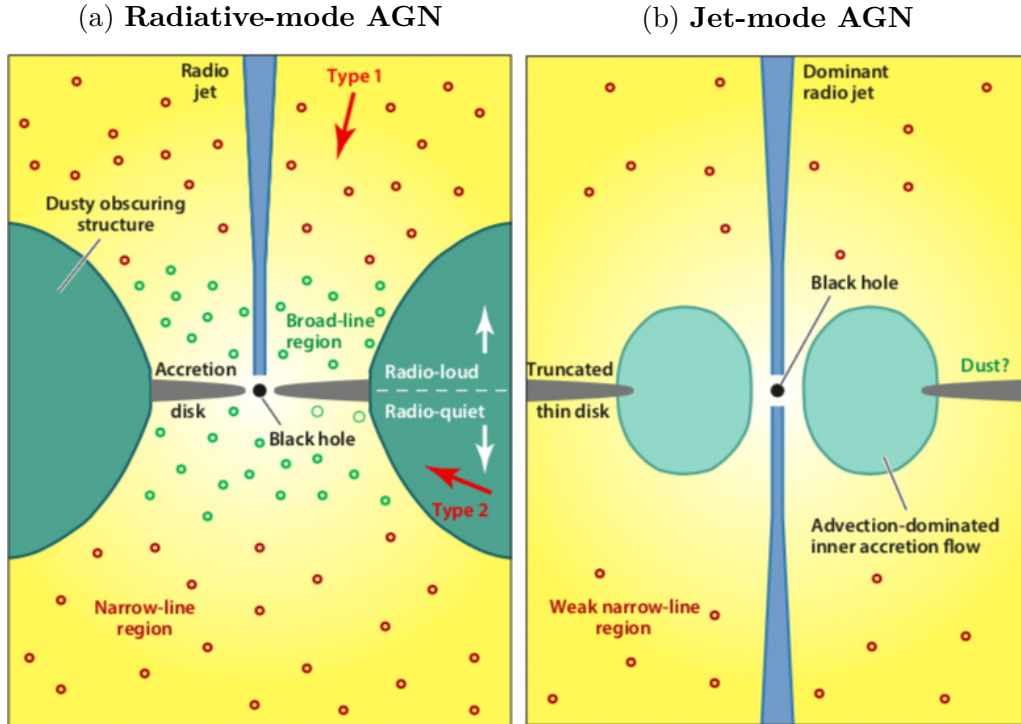 (a) Radiative-mode AGN
Radio
jet
Type 1
Dusty obscuring
structure
Broad-line
region
Accretion
disk
Radio-loud
Radio-quiet
Black hole
Type 2
Narrow-line
region
(b) Jet-mode AGN
Dominant
radio jet
Black hole
Truncated
thin disk
Dust?
Advection-dominated
inner accretion flow
Weak narrow-line
region